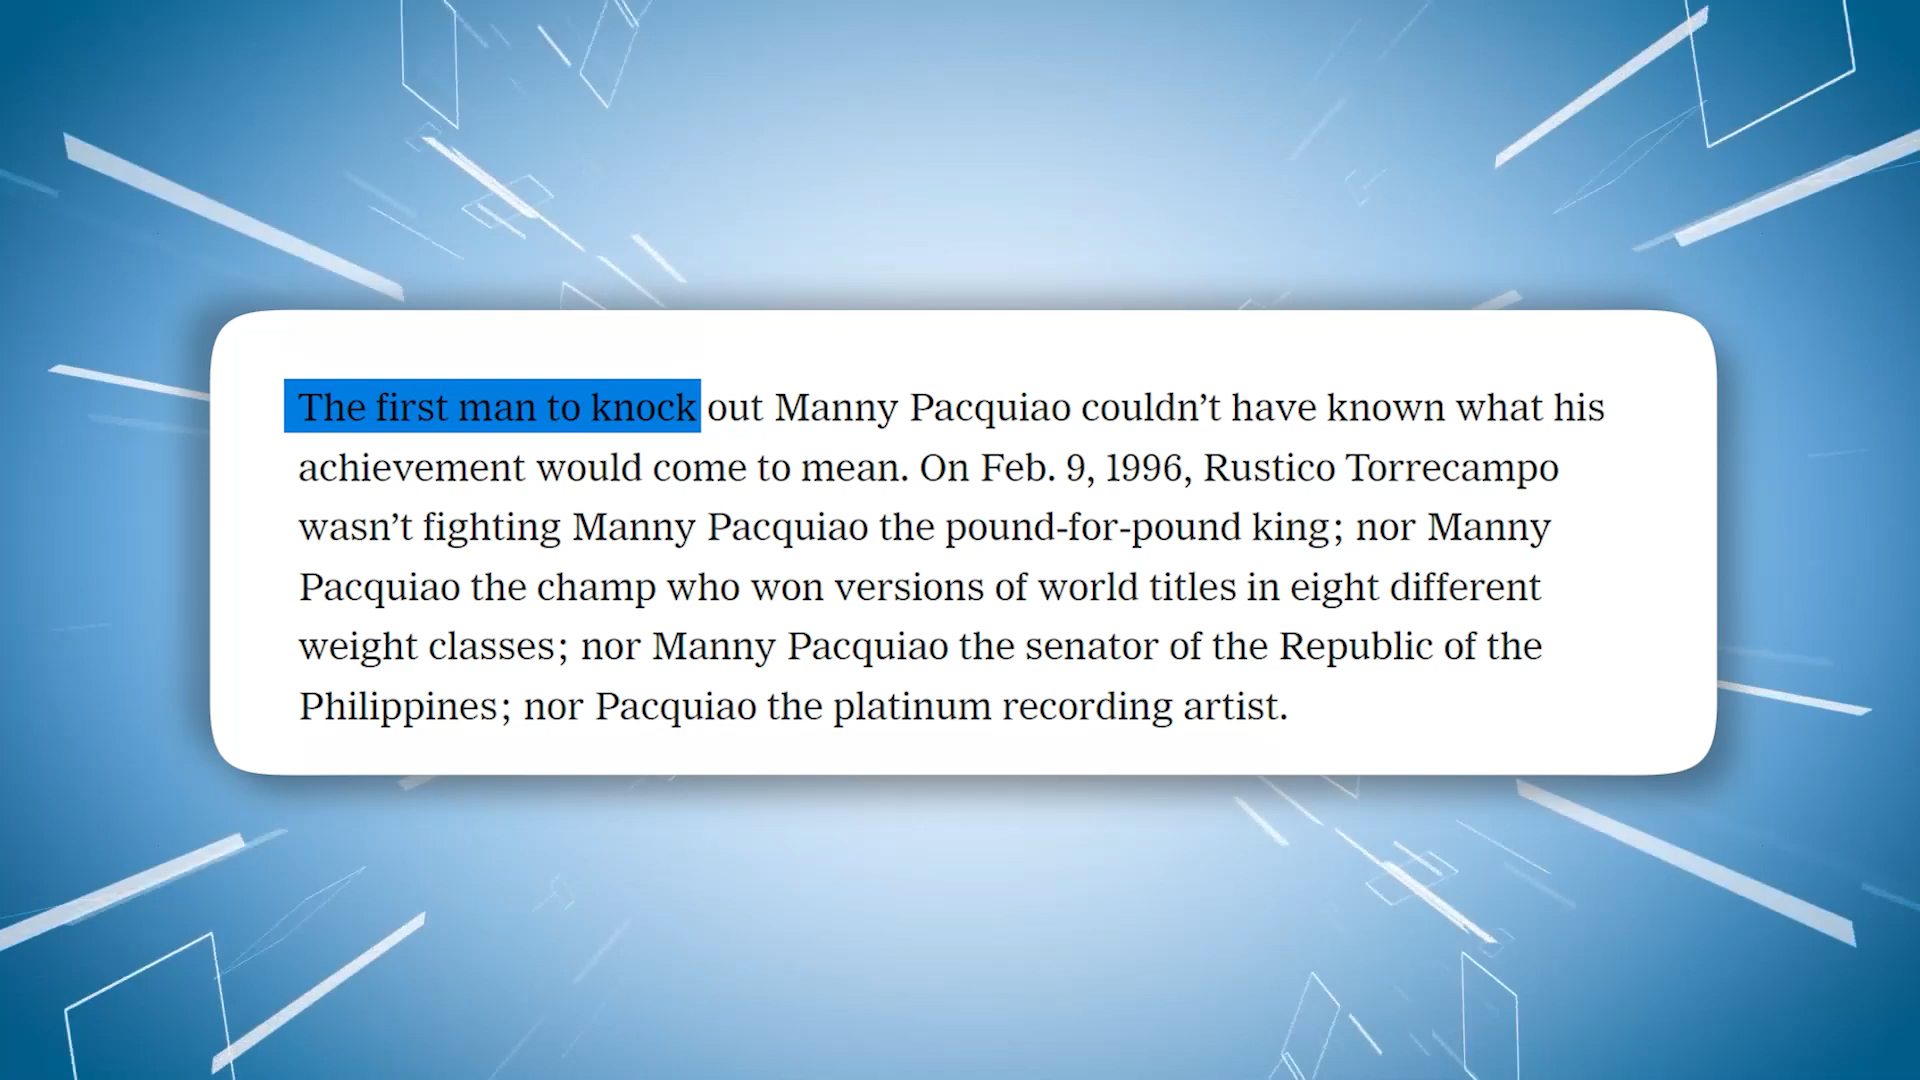 The first man to knock out Manny Pacquiao couldn’t have known what his
achievement would come to mean. On Feb. 9, 1996, Rustico Torrecampo
wasn’t fighting Manny Pacquiao the pound-for-pound king; nor Manny
Pacquiao the champ who won versions of world titles in eight different
weight classes; nor Manny Pacquiao the senator of the Republic of the
Philippines; nor Pacquiao the platinum recording artist.